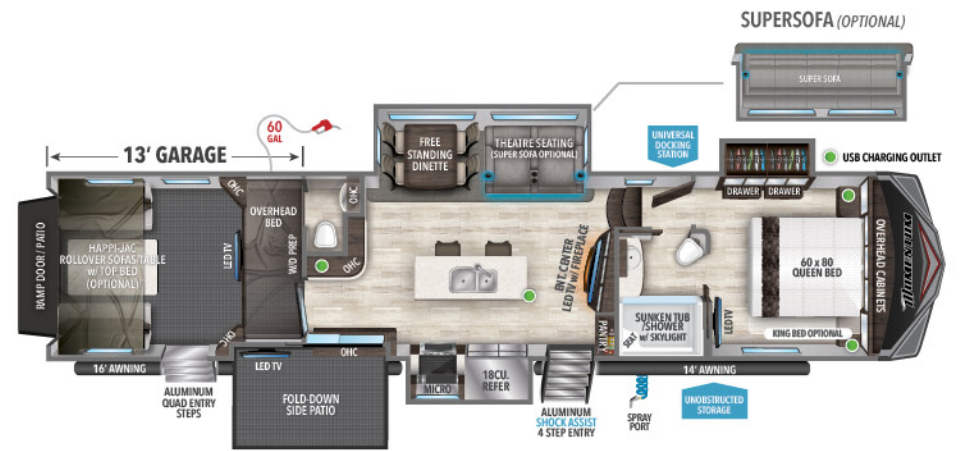 SUPERSOFA (OPTIONAL)
SUPER SOFA
60
GAL
13' GARAGE
FREE
STANDING
DINETTE
THEATRE SEATING
(SUPER SOFA OPTIONAL)
UNIVERSAL
DOCKING
STATION
USB CHARGING OUTLET
DRAWER
DRAWER
OHC
OVERHEAD
BED
OHC
RAMP DOOR / PATIO
HAPPI-JAC
ROLLOVER SOFAS/TABLE
w/ TOP BED
(OPTIONAL)
LED TV
W/D PREP
OHC
ENT. CENTER
LED TV w/ FIREPLACE
60 x 80
QUEEN BED
OVERHEAD CABINETS
MOMENTUM
SUNKEN TUB
/SHOWER
w/ SKYLIGHT
SEAT
PANTRY
LED TV
KING BED OPTIONAL
OHC
OHC
16' AWNING
LED TV
MICRO
18CU.
REFER
14' AWNING
ALUMINUM
QUAD ENTRY
STEPS
FOLD-DOWN
SIDE PATIO
ALUMINUM
SHOCK ASSIST
4 STEP ENTRY
SPRAY
PORT
UNOBSTRUCTED
STORAGE